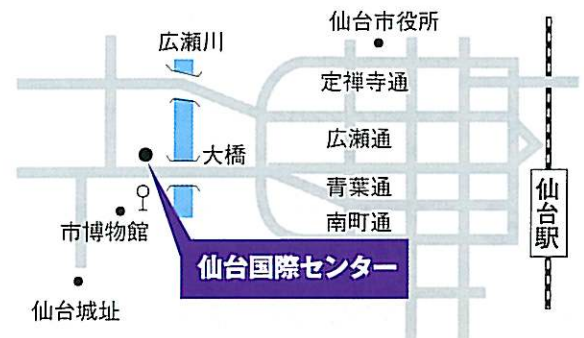 仙台市役所
広瀬川
定禅寺通
広瀬通
大橋
青葉通
仙台駅
南町通
市博物館
仙台国際センター
仙台城址